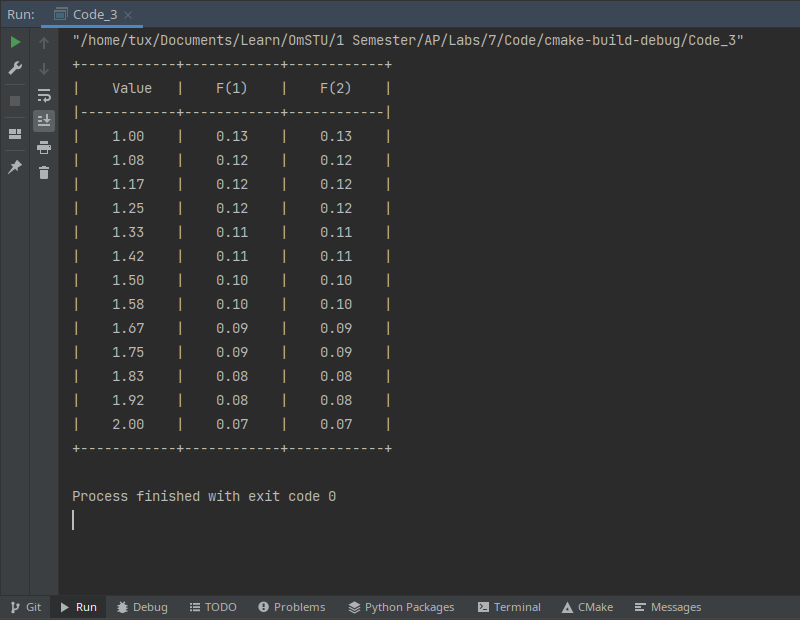 Run: Code_3 ×
"/home/tux/Documents/Learn/OmSTU/1 Semester/AP/Labs/7/Code/cmake-build-debug/Code_3"
+------------+------------+------------+
|    Value   |    F(1)    |    F(2)    |
|------------+------------+------------|
|    1.00    |    0.13    |    0.13    |
|    1.08    |    0.12    |    0.12    |
|    1.17    |    0.12    |    0.12    |
|    1.25    |    0.12    |    0.12    |
|    1.33    |    0.11    |    0.11    |
|    1.42    |    0.11    |    0.11    |
|    1.50    |    0.10    |    0.10    |
|    1.58    |    0.10    |    0.10    |
|    1.67    |    0.09    |    0.09    |
|    1.75    |    0.09    |    0.09    |
|    1.83    |    0.08    |    0.08    |
|    1.92    |    0.08    |    0.08    |
|    2.00    |    0.07    |    0.07    |
+------------+------------+------------+
Process finished with exit code 0
Git Run Debug TODO Problems Python Packages Terminal CMake Messages